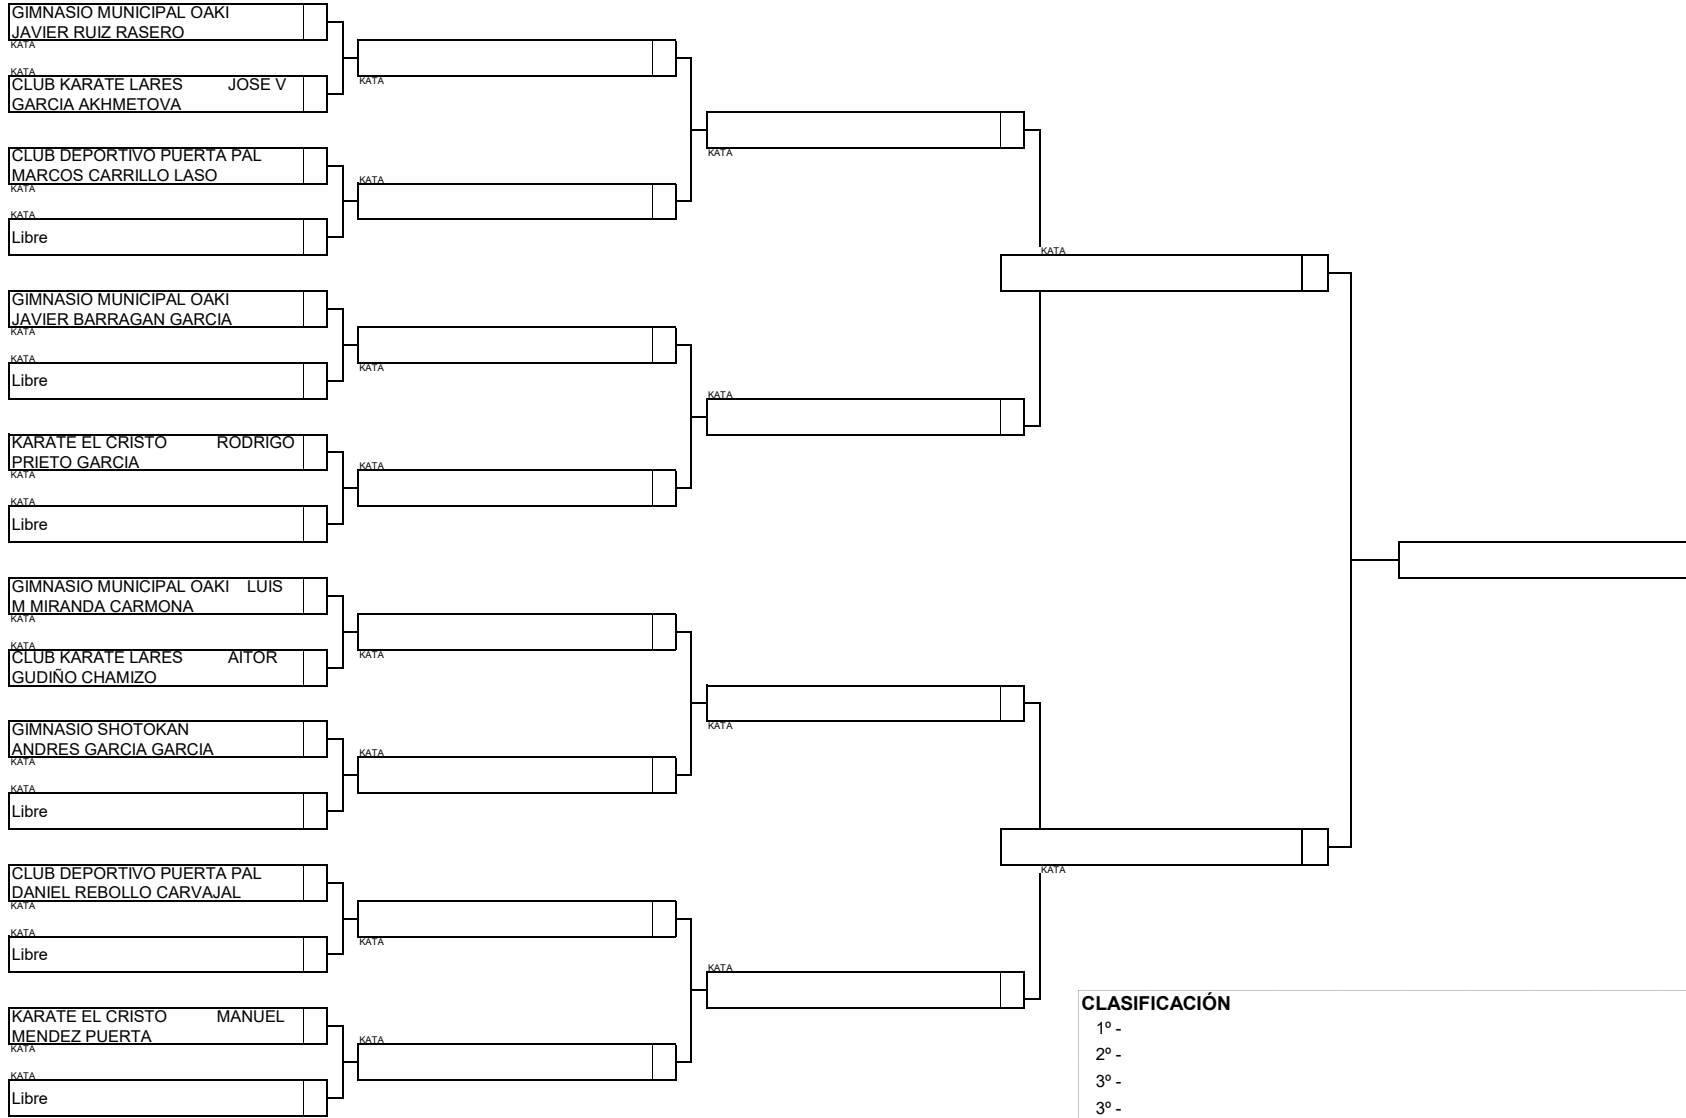 GIMNASIO MUNICIPAL OAKI
JAVIER RUIZ RASERO
KATA
KATA
CLUB KARATE LARES JOSE V
GARCIA AKHMETOVA
CLUB DEPORTIVO PUERTA PAL
MARCOS CARRILLO LASO
KATA
KATA
Libre
GIMNASIO MUNICIPAL OAKI
JAVIER BARRAGAN GARCIA
KATA
KATA
Libre
KARATE EL CRISTO RODRIGO
PRIETO GARCIA
KATA
KATA
Libre
GIMNASIO MUNICIPAL OAKI LUIS
M MIRANDA CARMONA
KATA
KATA
CLUB KARATE LARES AITOR
GUDIÑO CHAMIZO
GIMNASIO SHOTOKAN
ANDRES GARCIA GARCIA
KATA
KATA
Libre
CLUB DEPORTIVO PUERTA PAL
DANIEL REBOLLO CARVAJAL
KATA
KATA
Libre
KARATE EL CRISTO MANUEL
MENDEZ PUERTA
KATA
KATA
Libre
KATA
KATA
KATA
KATA
KATA
KATA
KATA
KATA
KATA
KATA
KATA
KATA
KATA
KATA
CLASIFICACIÓN
1º -
2º -
3º -
3º -